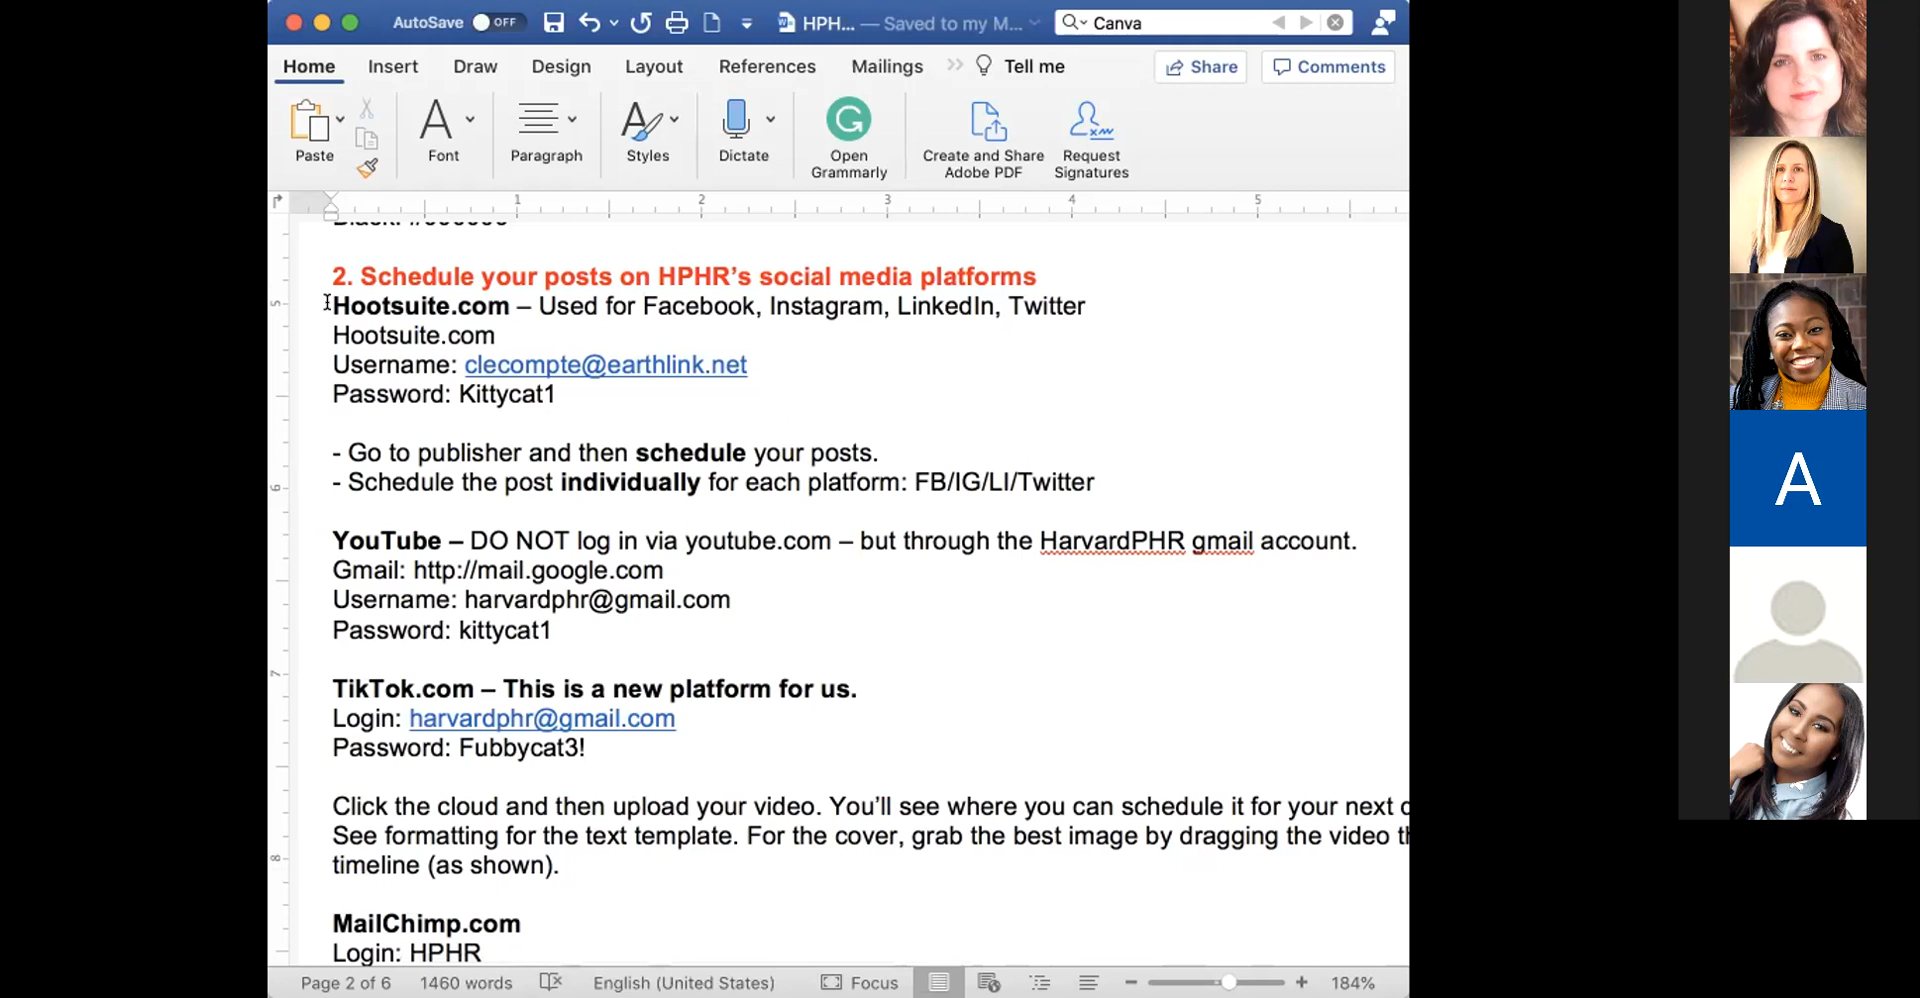 AutoSave OFF HPH... — Saved to my M... Canva
Home Insert Draw Design Layout References Mailings Tell me Share Comments
Paste Font Paragraph Styles Dictate Open Grammarly Create and Share Adobe PDF Request Signatures
1 2 3 4 5
2. Schedule your posts on HPHR’s social media platforms
Hootsuite.com – Used for Facebook, Instagram, LinkedIn, Twitter
Hootsuite.com
Username: clecompte@earthlink.net
Password: Kittycat1
- Go to publisher and then schedule your posts.
- Schedule the post individually for each platform: FB/IG/LI/Twitter
YouTube – DO NOT log in via youtube.com – but through the HarvardPHR gmail account.
Gmail: http://mail.google.com
Username: harvardphr@gmail.com
Password: kittycat1
TikTok.com – This is a new platform for us.
Login: harvardphr@gmail.com
Password: Fubbycat3!
Click the cloud and then upload your video. You’ll see where you can schedule it for your next
See formatting for the text template. For the cover, grab the best image by dragging the video
timeline (as shown).
MailChimp.com
Login: HPHR
Page 2 of 6 1460 words English (United States) Focus 184%
A